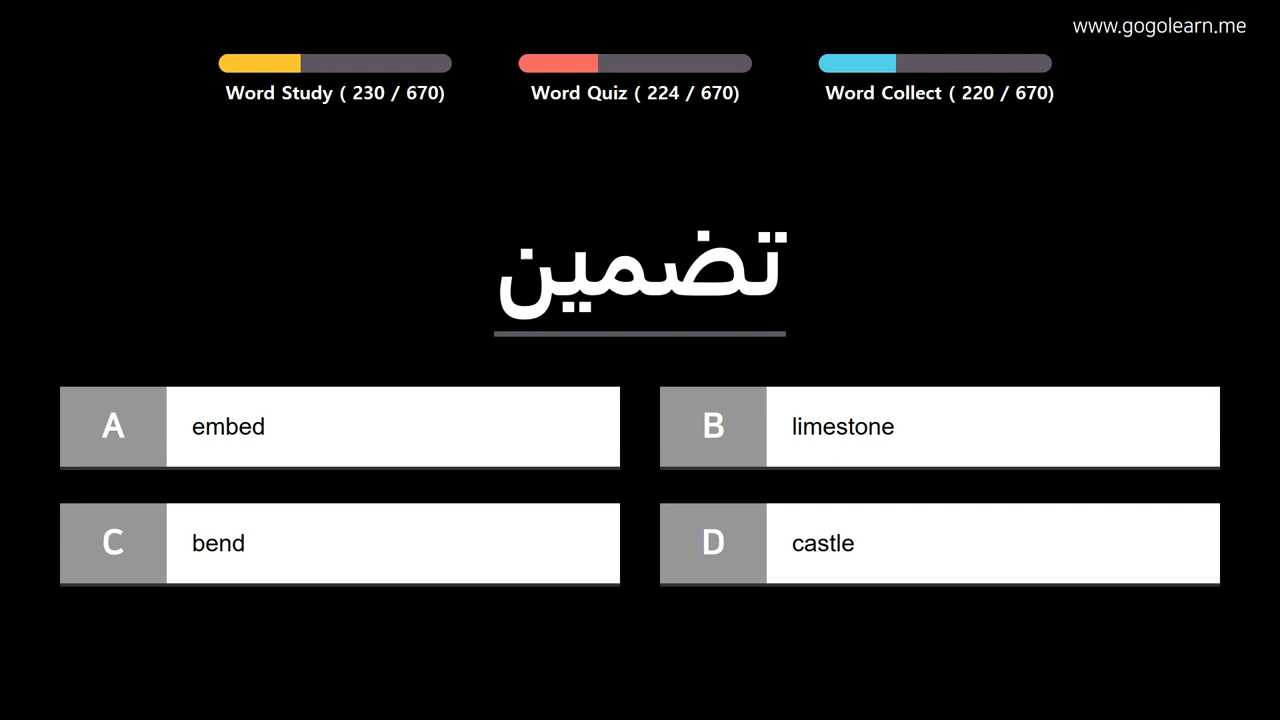 www.gogolearn.me
Word Study ( 230 / 670)
Word Quiz ( 224 / 670)
Word Collect ( 220 / 670)
تضمين
A embed
B limestone
C bend
D castle